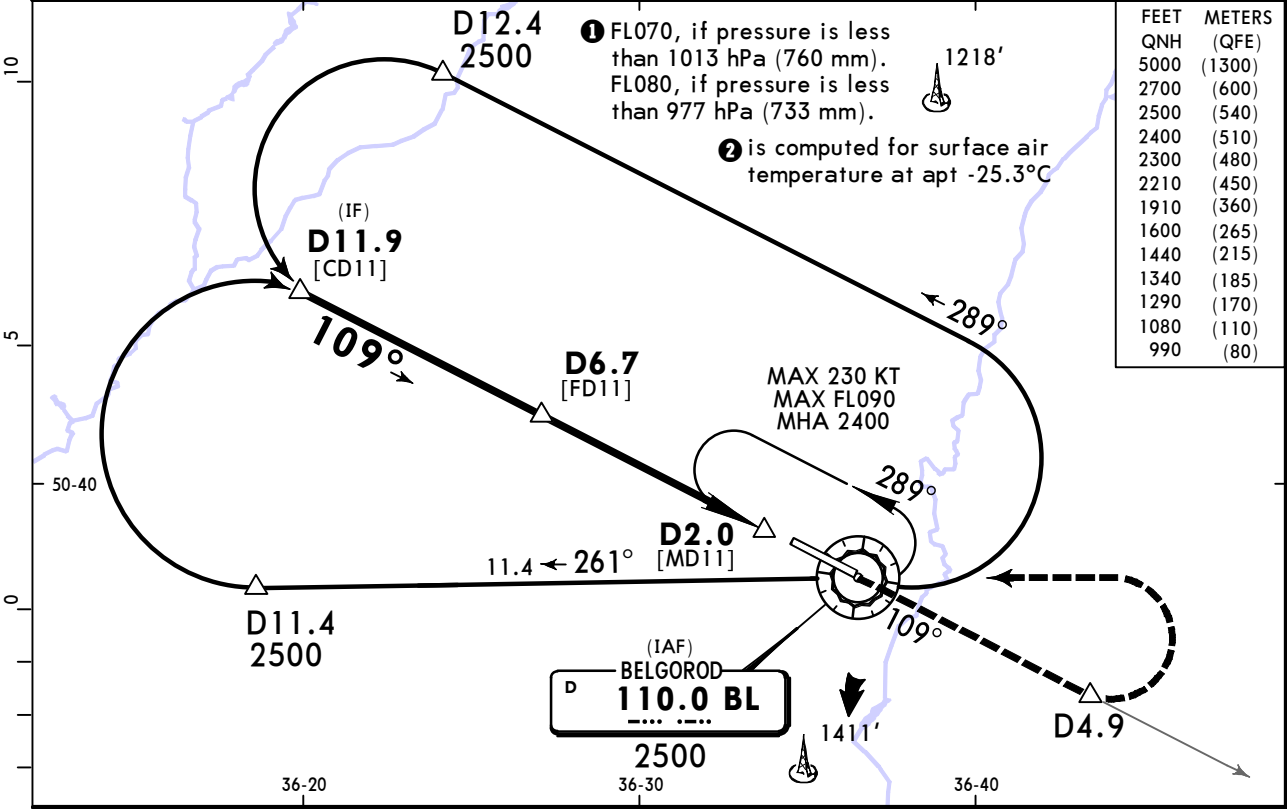 D12.4
2500
❶ FL070, if pressure is less
than 1013 hPa (760 mm).
FL080, if pressure is less
than 977 hPa (733 mm).
1218'
❷ is computed for surface air
temperature at apt -25.3°C
FEET METERS
QNH (QFE)
5000 (1300)
2700 (600)
2500 (540)
2400 (510)
2300 (480)
2210 (450)
1910 (360)
1600 (265)
1440 (215)
1340 (185)
1290 (170)
1080 (110)
990 (80)
10
(IF)
D11.9
[CD11]
109°
289°
5
D6.7
[FD11]
MAX 230 KT
MAX FL090
MHA 2400
289°
50-40
D2.0
[MD11]
11.4 261°
0
D11.4
2500
109°
(IAF)
BELGOROD
D 110.0 BL
2500
1411'
D4.9
36-20
36-30
36-40